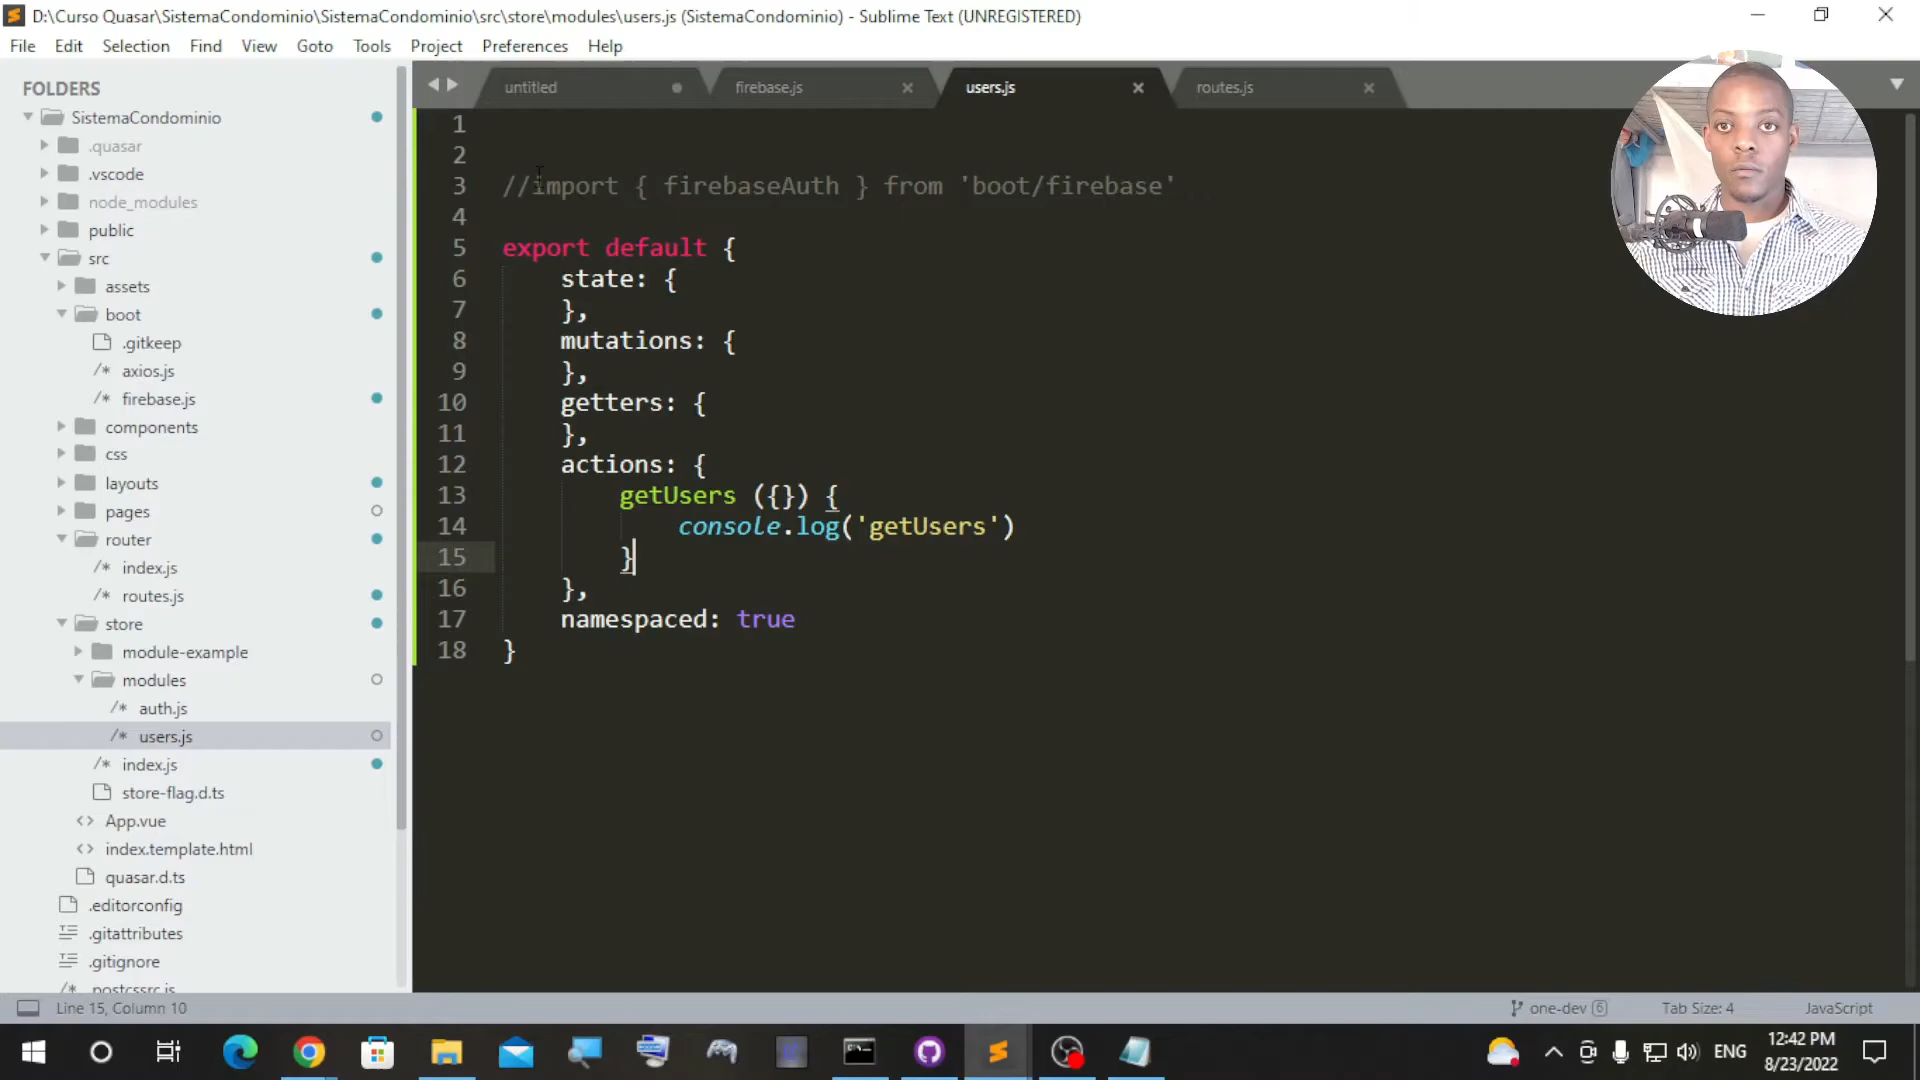 D:\Curso Quasar\SistemaCondominio\SistemaCondominio\src\store\modules\users.js (SistemaCondominio) - Sublime Text (UNREGISTERED)
File Edit Selection Find View Goto Tools Project Preferences Help
FOLDERS
SistemaCondominio
.quasar
.vscode
node_modules
public
src
assets
boot
.gitkeep
/* axios.js
/* firebase.js
components
css
layouts
pages
router
/* index.js
/* routes.js
store
module-example
modules
/* auth.js
/* users.js
/* index.js
store-flag.d.ts
<> App.vue
<> index.template.html
quasar.d.ts
.editorconfig
.gitattributes
.gitignore
/* .postcssrc.js
untitled firebase.js users.js routes.js
1
2
3 //import { firebaseAuth } from 'boot/firebase'
4
5 export default {
6 state: {
7 },
8 mutations: {
9 },
10 getters: {
11 },
12 actions: {
13 getUsers ({}) {
14 console.log('getUsers')
15 }
16 },
17 namespaced: true
18 }
Line 15, Column 10 one-dev 6 Tab Size: 4 JavaScript
ENG
12:42 PM
8/23/2022